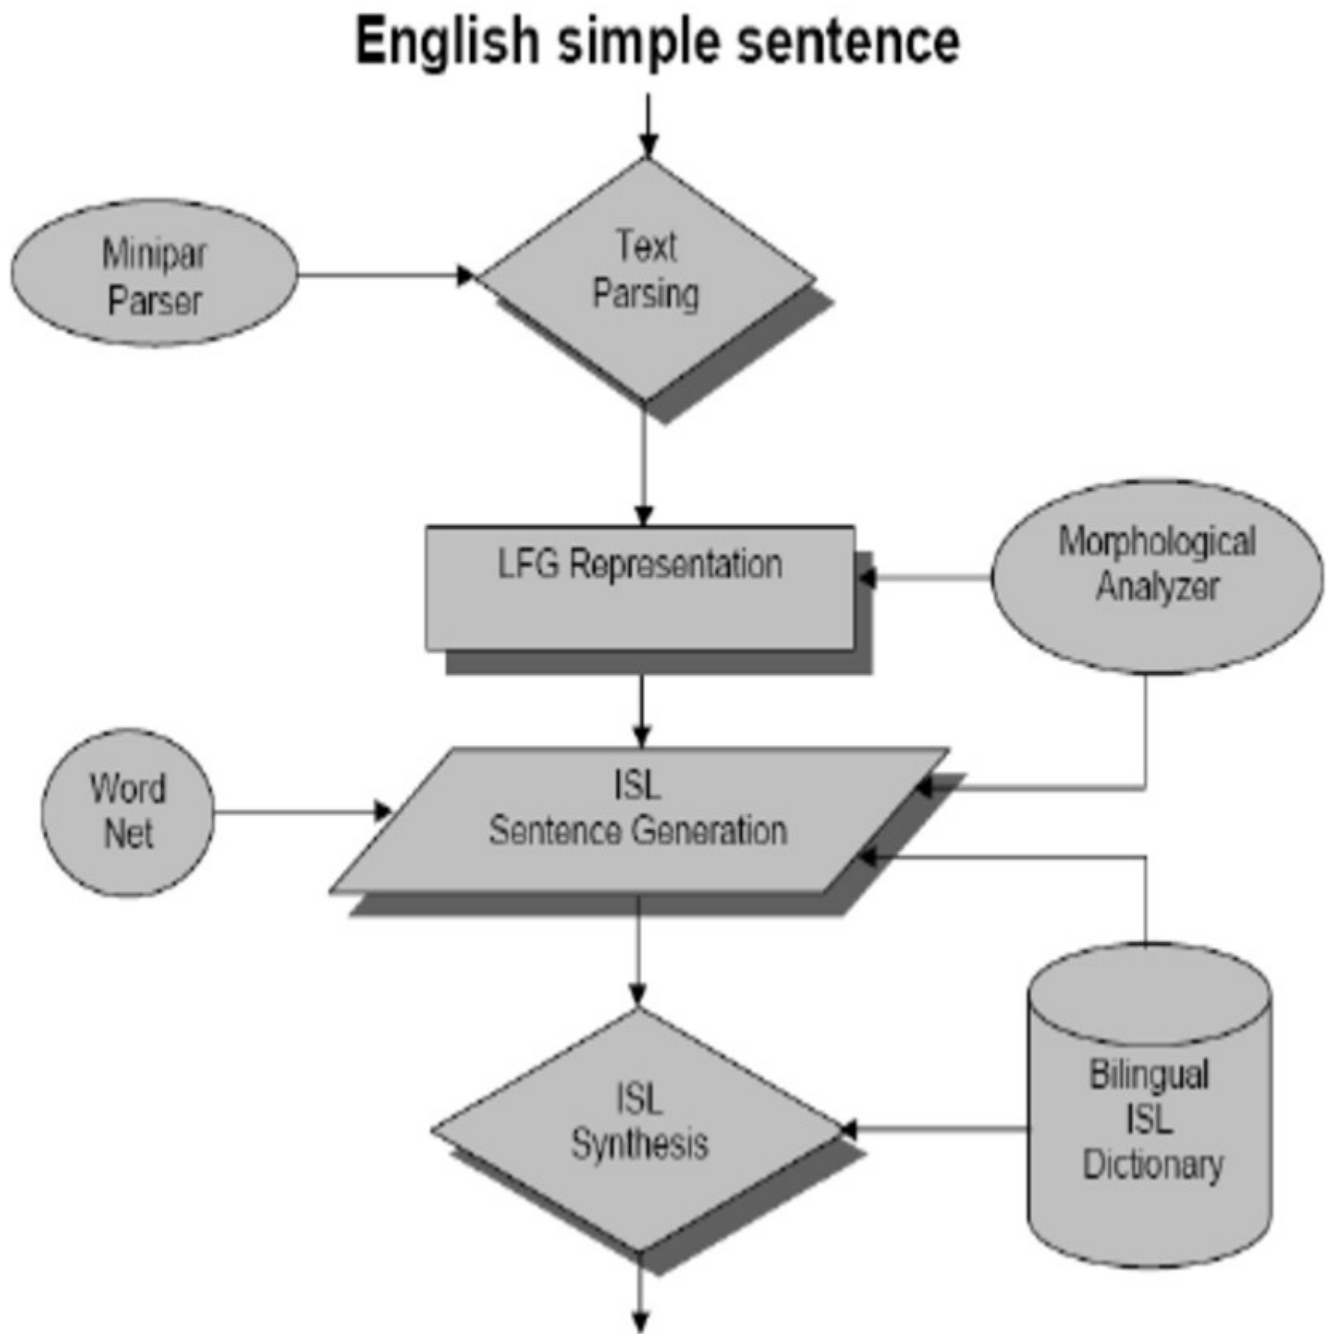 English simple sentence
Text
Parsing
Minipar
Parser
LFG Representation
Morphological
Analyzer
Word
Net
ISL
Sentence Generation
ISL
Synthesis
Bilingual
ISL
Dictionary